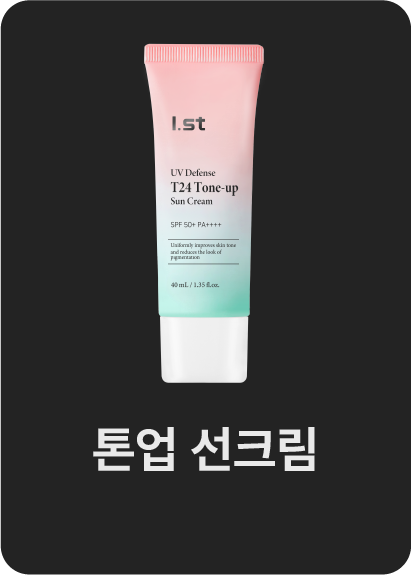 I.st
UV Defense
T24 Tone-up
Sun Cream
SPF 50+ PA++++
Uniformly improves skin tone
and reduces the look of
pigmentation
40 mL / 1.35 fl.oz.
톤업 선크림